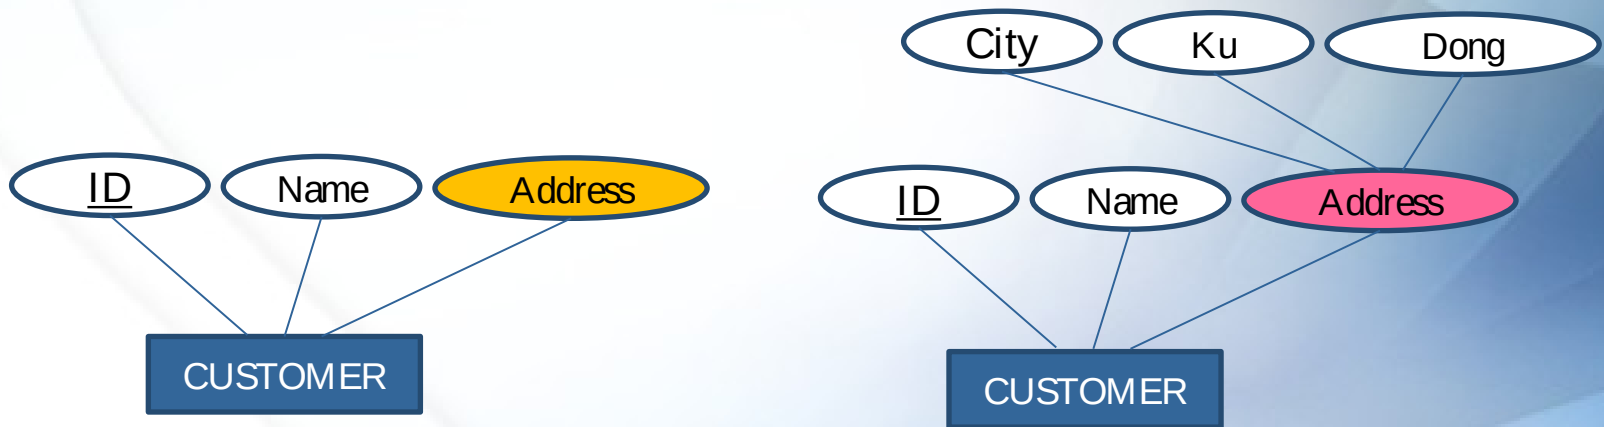 ID
Name
Address
CUSTOMER
City
Ku
Dong
ID
Name
Address
CUSTOMER